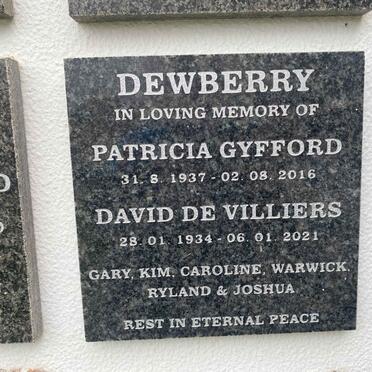 DEWBERRY
IN LOVING MEMORY OF
PATRICIA GYFFORD
31. 8. 1937 - 02. 08. 2016
DAVID DE VILLIERS
28. 01. 1934 - 06. 01. 2021
GARY, KIM, CAROLINE, WARWICK,
RYLAND & JOSHUA
REST IN ETERNAL PEACE